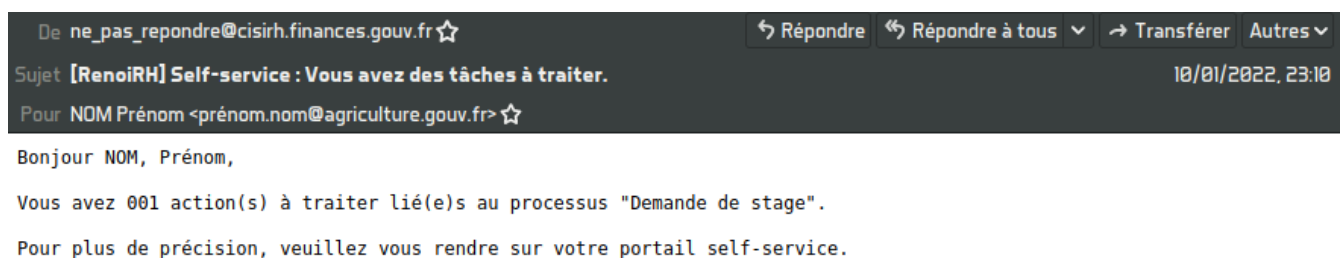 De ne_pas_repondre@cisirh.finances.gouv.fr Répondre Répondre à tous Transférer Autres
Sujet [RenoiRH] Self-service : Vous avez des tâches à traiter. 10/01/2022, 23:10
Pour NOM Prénom <prénom.nom@agriculture.gouv.fr>
Bonjour NOM, Prénom,
Vous avez 001 action(s) à traiter lié(e)s au processus "Demande de stage".
Pour plus de précision, veuillez vous rendre sur votre portail self-service.